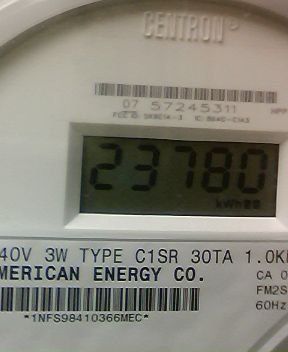 CENTRON®
07 57245311
23780
kWh
40V 3W TYPE C1SR 30TA 1.0K
MERICAN ENERGY CO.
CA 0
FM2S
60Hz
*1NFS98410366MEC*